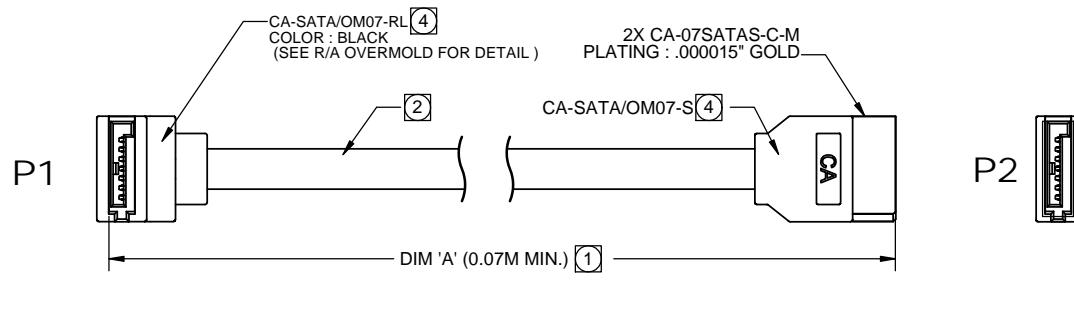 CA-SATA/OM07-RL 4
COLOR : BLACK
(SEE R/A OVERMOLD FOR DETAIL )
2X CA-07SATAS-C-M
PLATING : .000015" GOLD
2
CA-SATA/OM07-S 4
P1
CA
P2
DIM 'A' (0.07M MIN.) 1